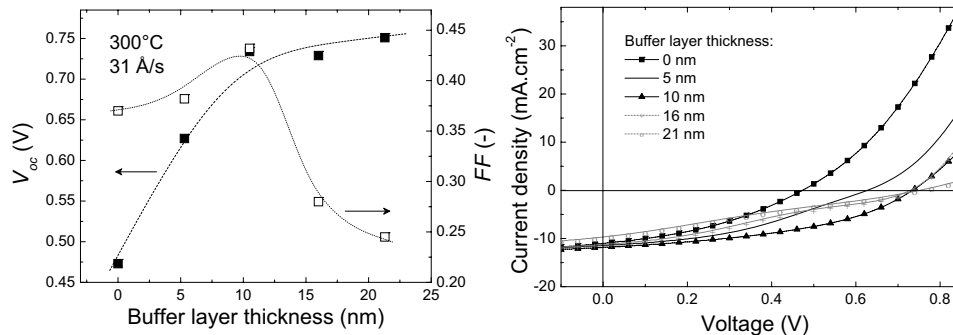 300°C
31 Å/s
V_oc (V)
0.75
0.70
0.65
0.60
0.55
0.50
0.45
0 5 10 15 20 25
Buffer layer thickness (nm)
0.45
0.40
0.35
0.30
0.25
0.20
FF (-)
Buffer layer thickness:
0 nm
5 nm
10 nm
16 nm
21 nm
Current density (mA.cm⁻²)
30
20
10
0
-10
-20
0.0 0.2 0.4 0.6 0.8
Voltage (V)